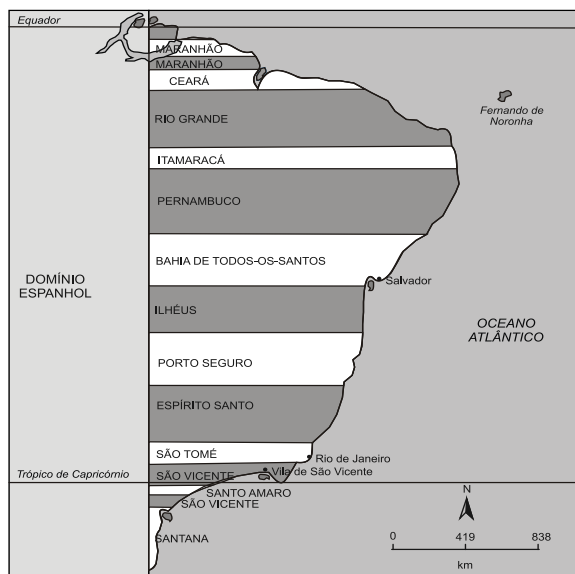 Equador
MARANHÃO
MARANHÃO
CEARÁ
Fernando de
Noronha
RIO GRANDE
ITAMARACÁ
PERNAMBUCO
BAHIA DE TODOS-OS-SANTOS
DOMÍNIO
ESPANHOL
Salvador
ILHÉUS
OCEANO
ATLÂNTICO
PORTO SEGURO
ESPÍRITO SANTO
SÃO TOMÉ
Rio de Janeiro
Trópico de Capricórnio
SÃO VICENTE
Vila de São Vicente
SANTO AMARO
SÃO VICENTE
SANTANA
N
0 419 838
km